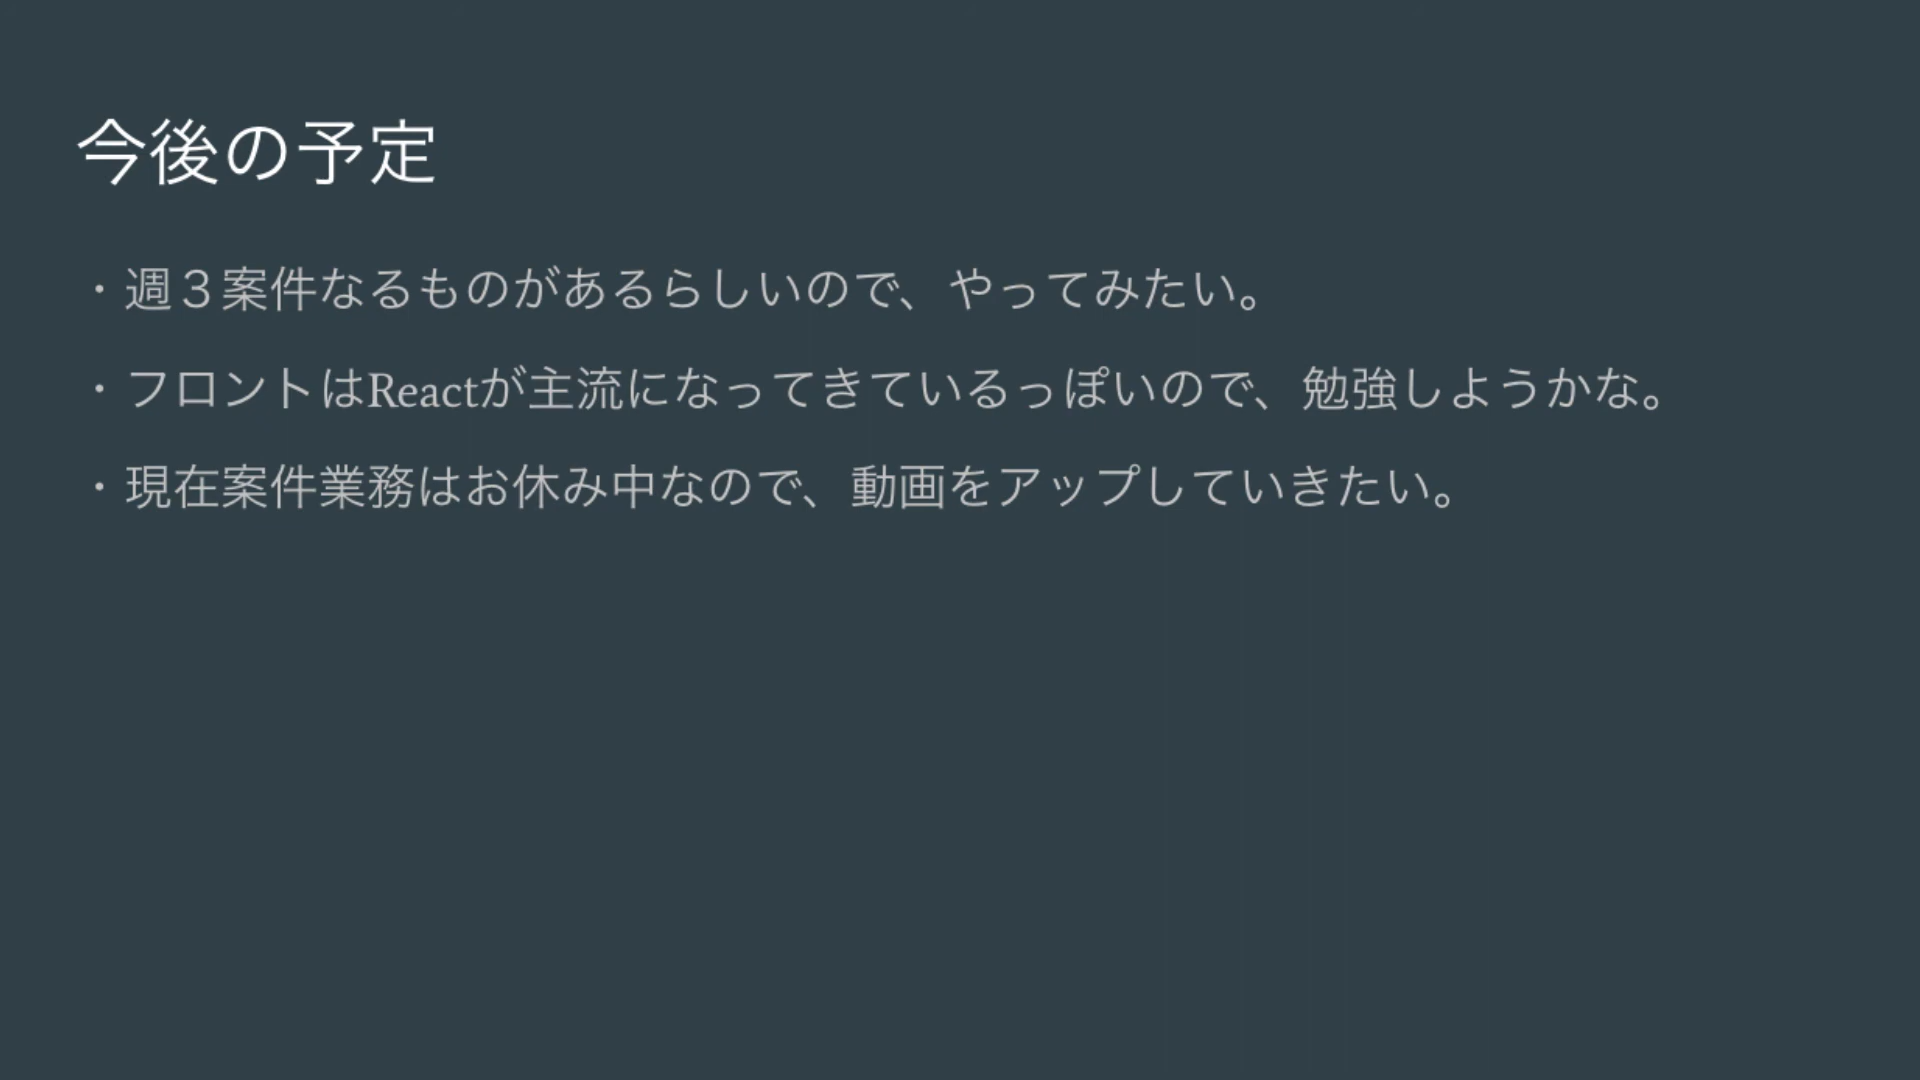 今後の予定
・週３案件なるものがあるらしいので、やってみたい。
・フロントはReactが主流になってきているっぽいので、勉強しようかな。
・現在案件業務はお休み中なので、動画をアップしていきたい。